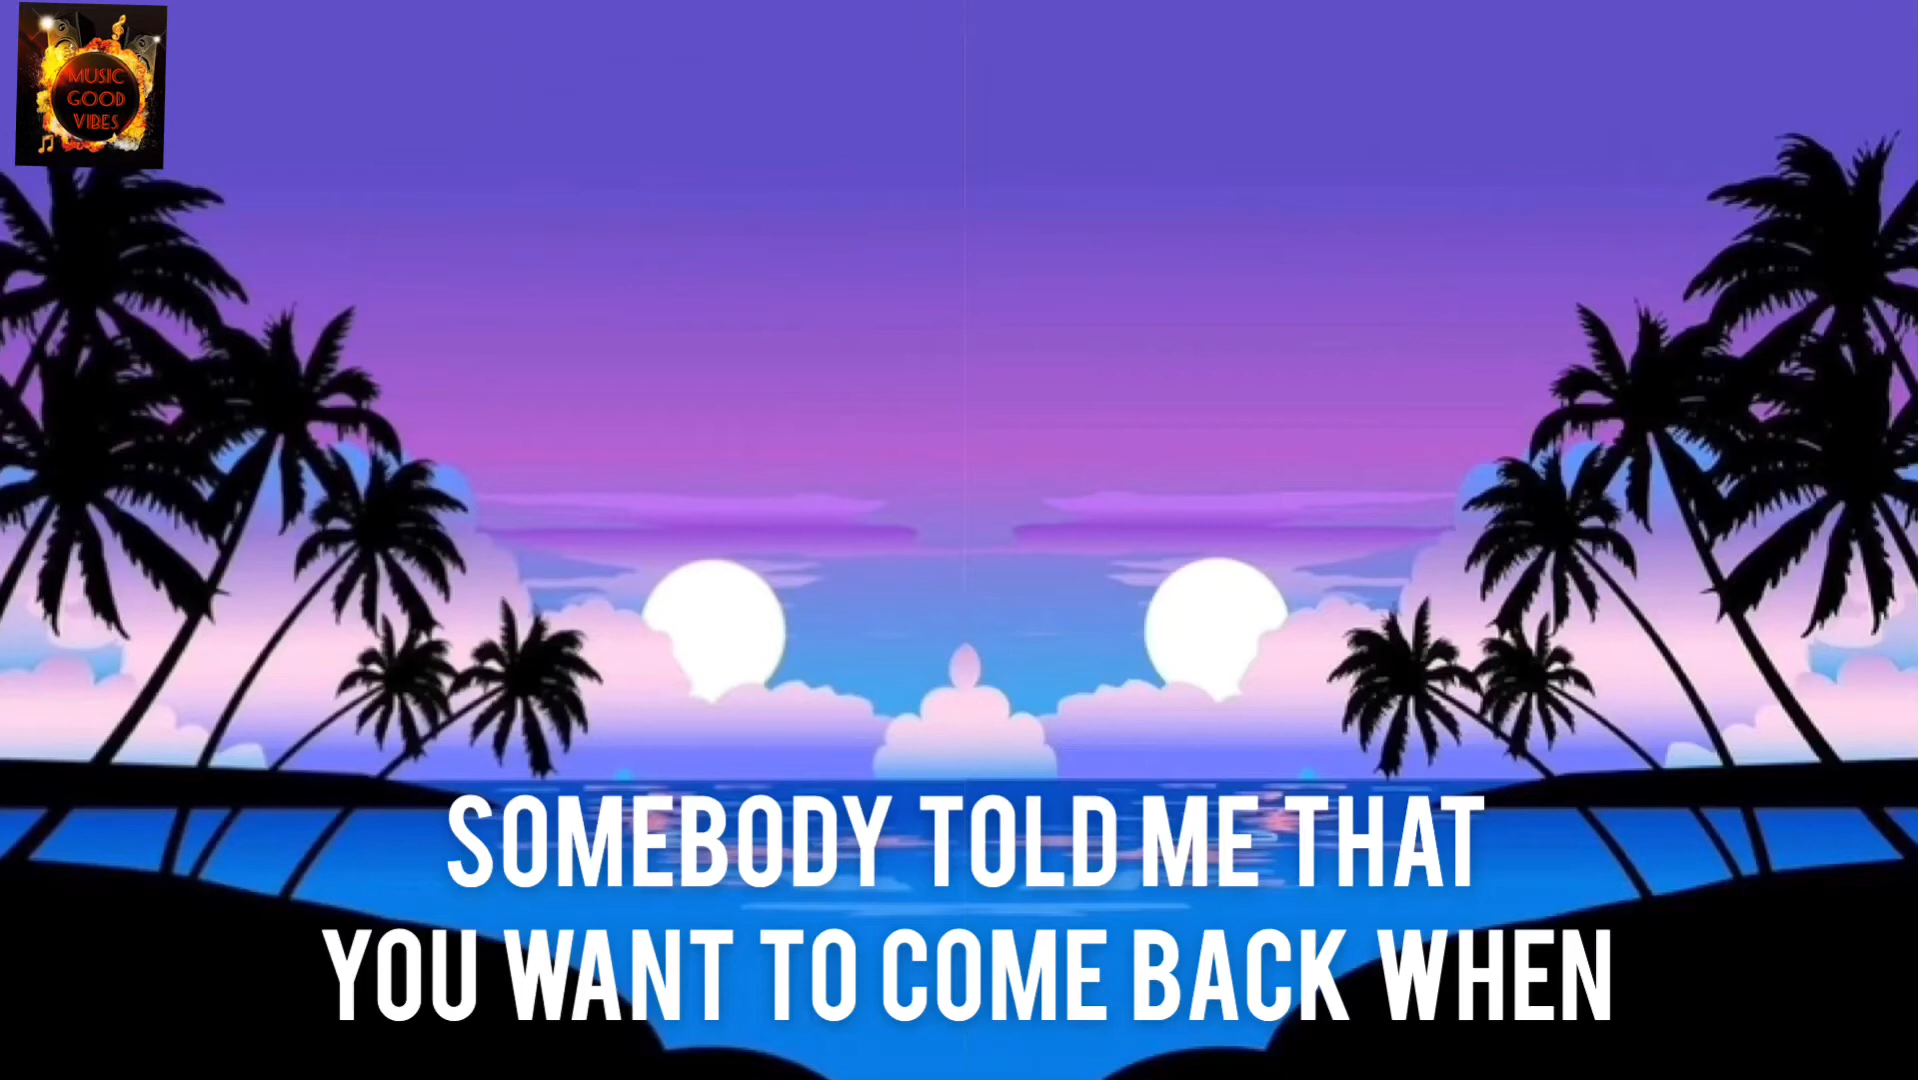 MUSIC
GOOD
VIBES
SOMEBODY TOLD ME THAT
YOU WANT TO COME BACK WHEN